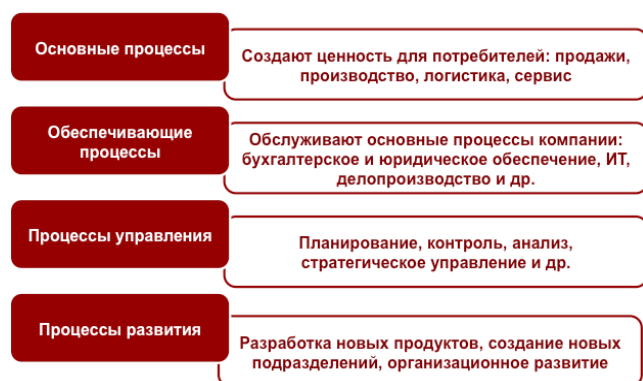 Основные процессы
Создают ценность для потребителей: продажи,
производство, логистика, сервис
Обеспечивающие
процессы
Обслуживают основные процессы компании:
бухгалтерское и юридическое обеспечение, ИТ,
делопроизводство и др.
Процессы управления
Планирование, контроль, анализ,
стратегическое управление и др.
Процессы развития
Разработка новых продуктов, создание новых
подразделений, организационное развитие